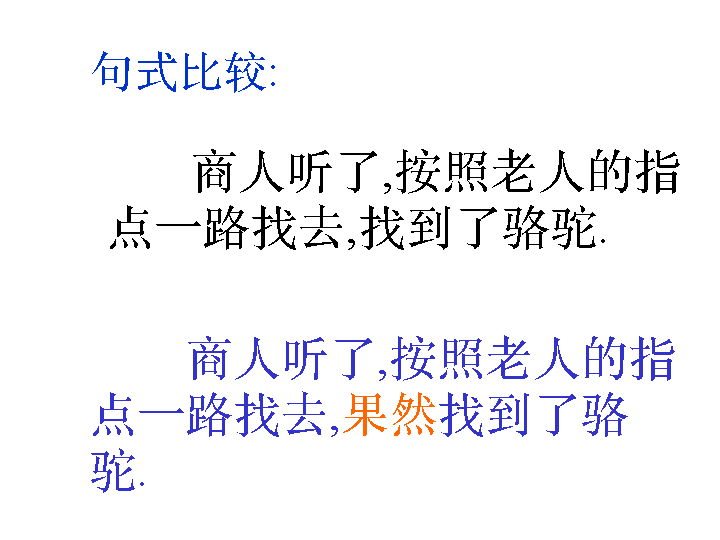 句式比较:
商人听了,按照老人的指
点一路找去,找到了骆驼.
商人听了,按照老人的指
点一路找去,果然找到了骆
驼.